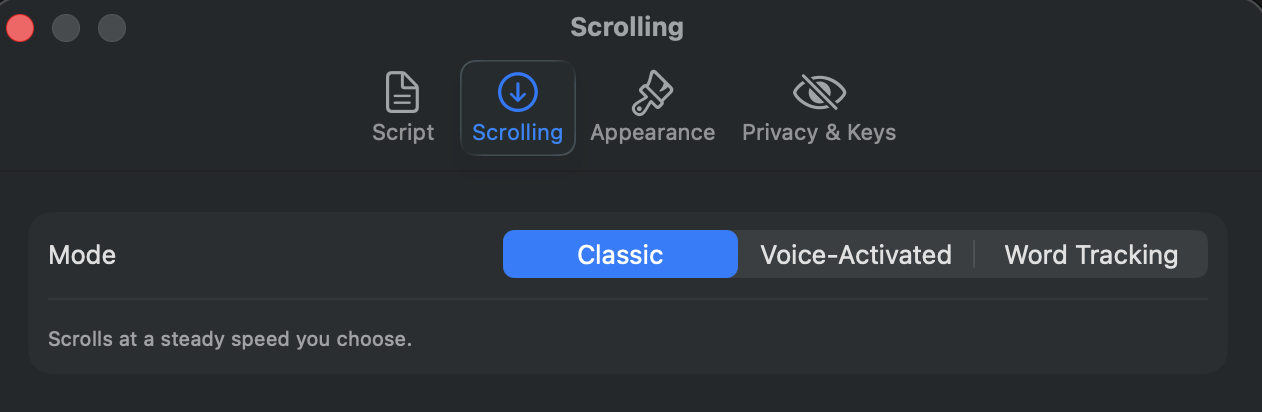 Scrolling
Script
Scrolling
Appearance
Privacy & Keys
Mode
Classic
Voice-Activated
Word Tracking
Scrolls at a steady speed you choose.